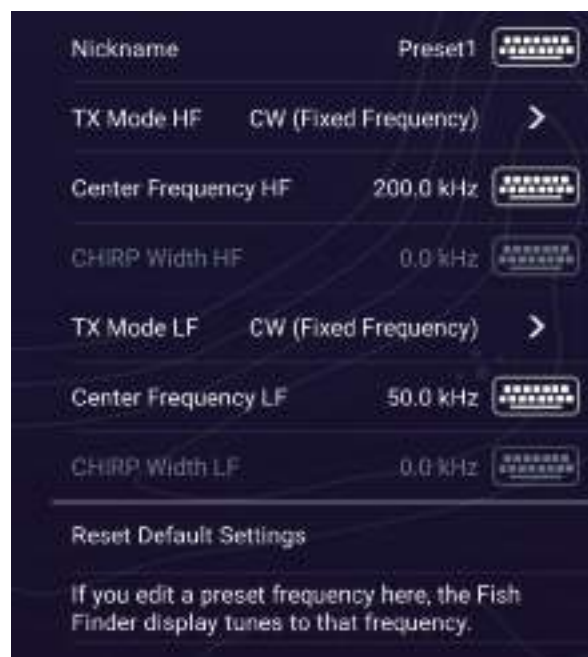 Nickname Preset1
TX Mode HF CW (Fixed Frequency)
Center Frequency HF 200.0 kHz
CHIRP Width HF 0.0 kHz
TX Mode LF CW (Fixed Frequency)
Center Frequency LF 50.0 kHz
CHIRP Width LF 0.0 kHz
Reset Default Settings
If you edit a preset frequency here, the Fish
Finder display tunes to that frequency.